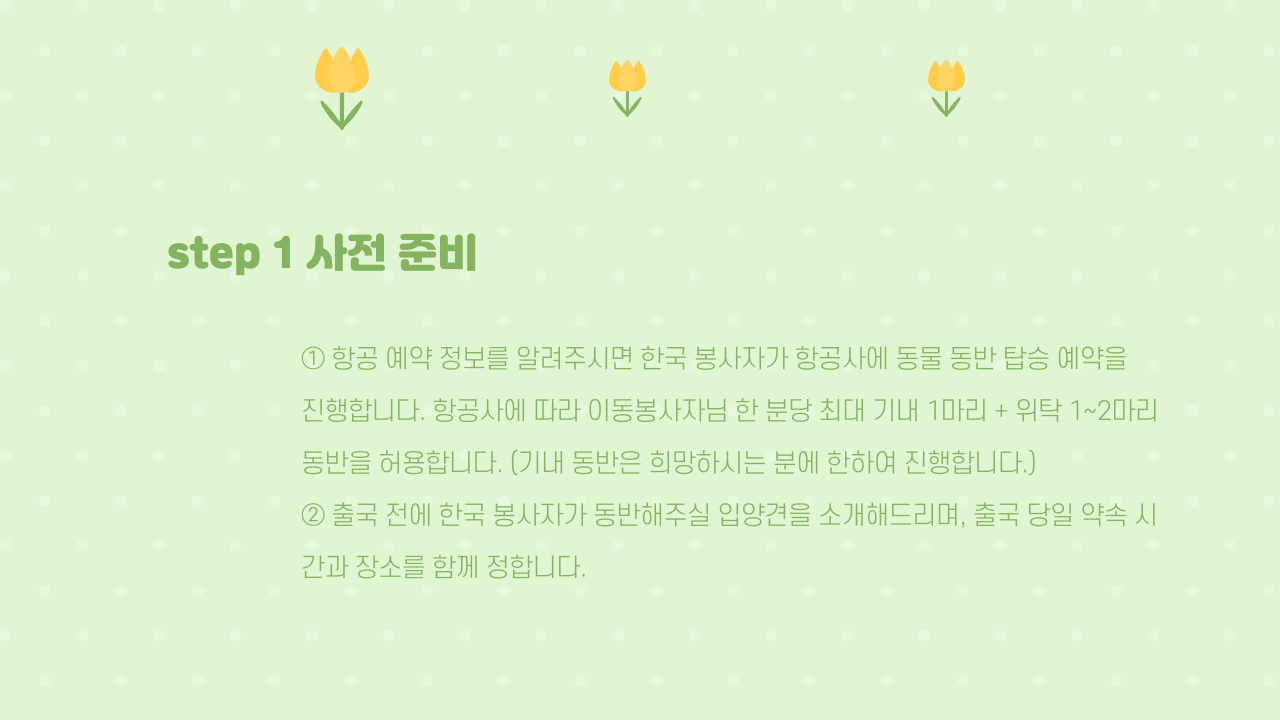 step 1 사전 준비
① 항공 예약 정보를 알려주시면 한국 봉사자가 항공사에 동물 동반 탑승 예약을
진행합니다. 항공사에 따라 이동봉사자님 한 분당 최대 기내 1마리 + 위탁 1~2마리
동반을 허용합니다. (기내 동반은 희망하시는 분에 한하여 진행합니다.)
② 출국 전에 한국 봉사자가 동반해주실 입양견을 소개해드리며, 출국 당일 약속 시
간과 장소를 함께 정합니다.